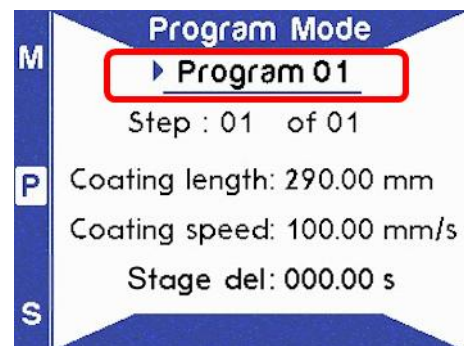 Program Mode
M
Program 01
Step : 01 of 01
P
Coating length: 290.00 mm
Coating speed: 100.00 mm/s
Stage del: 000.00 s
S